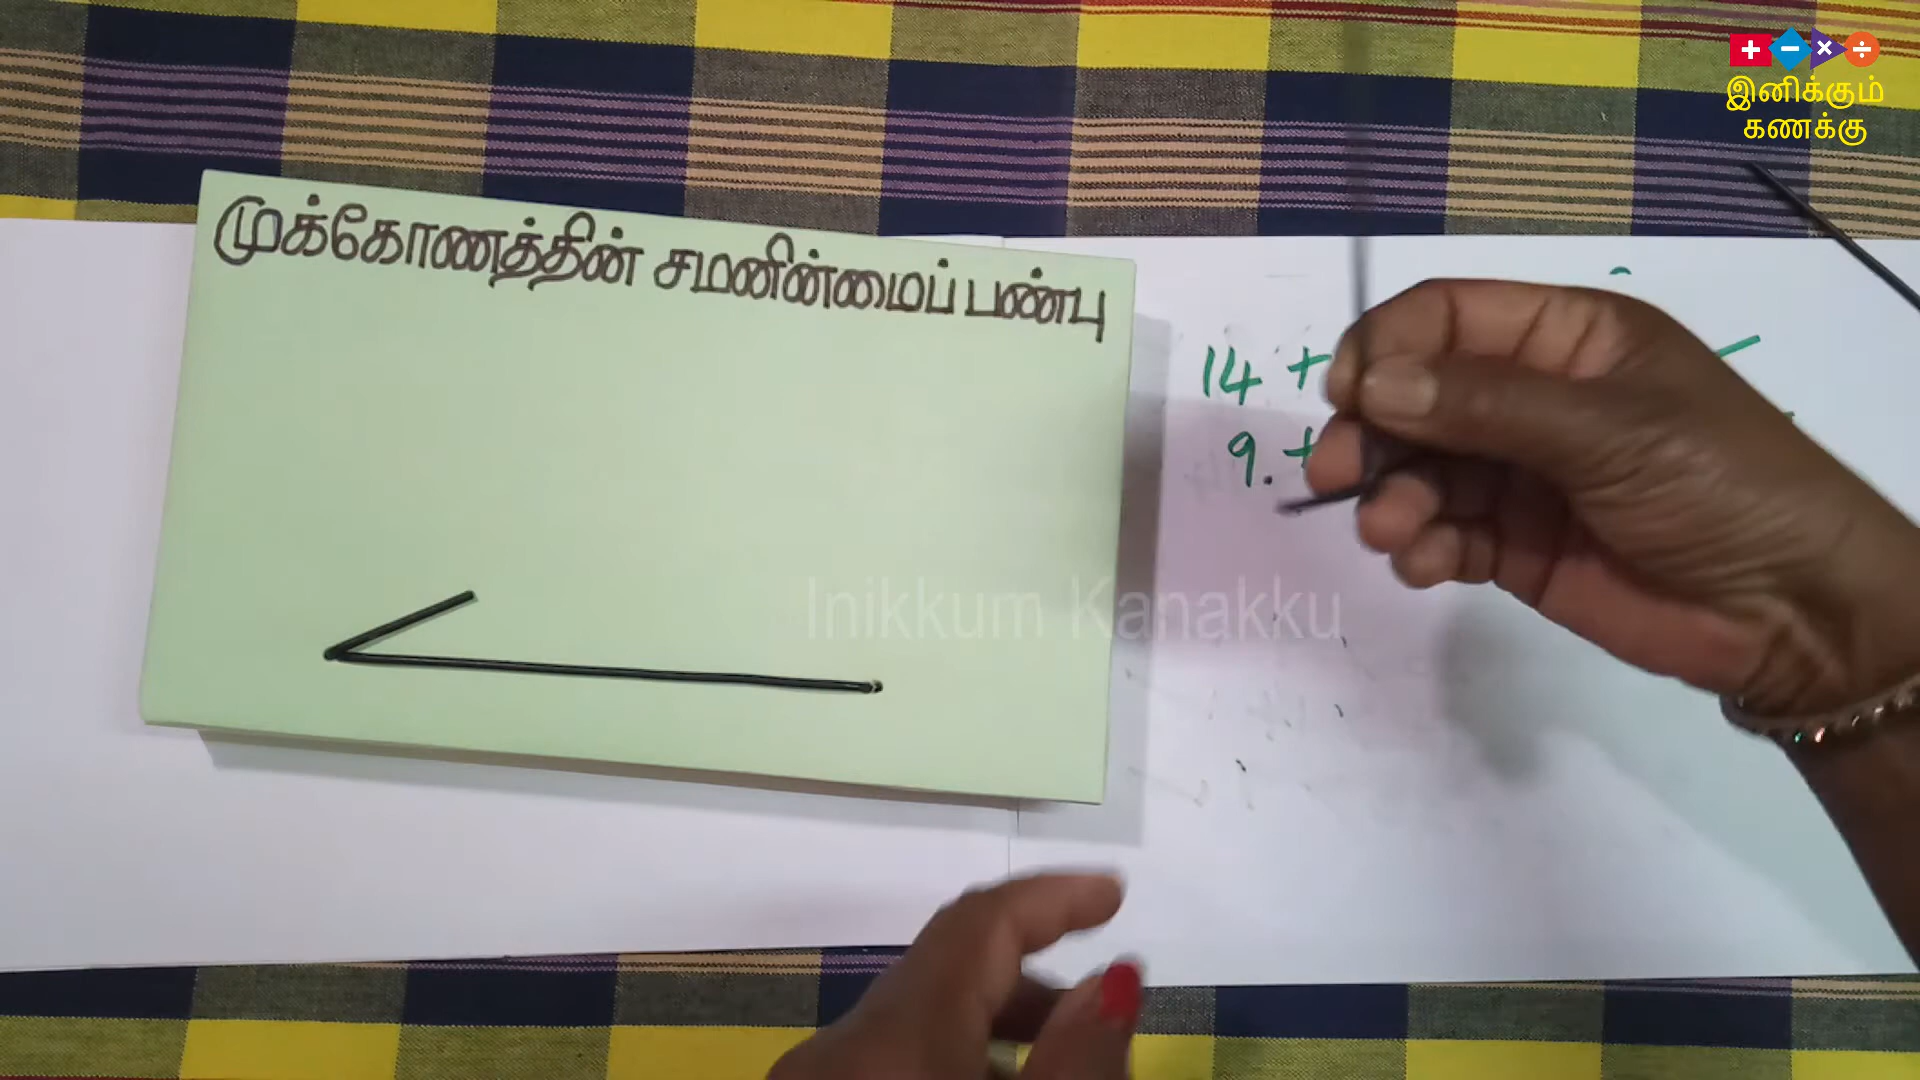 இனிக்கும்
கணக்கு
முக்கோணத்தின் சமனின்மைப் பண்பு
14 +
9. +
Inikkum Kanakku